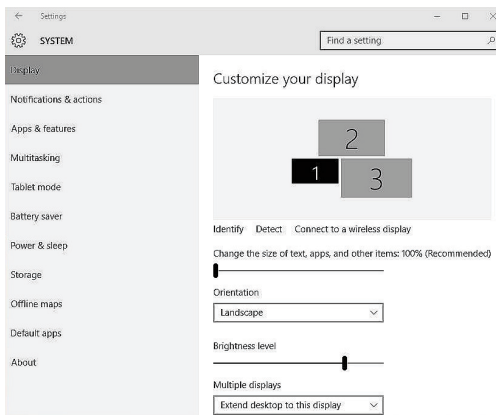 Settings
SYSTEM
Find a setting
Display
Notifications & actions
Apps & features
Multitasking
Tablet mode
Battery saver
Power & sleep
Storage
Offline maps
Default apps
About
Customize your display
2
1
3
Identify Detect Connect to a wireless display
Change the size of text, apps, and other items: 100% (Recommended)
Orientation
Landscape
Brightness level
Multiple displays
Extend desktop to this display